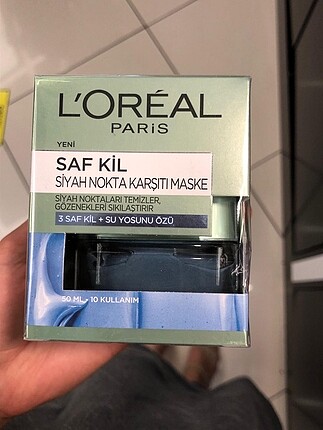 L'ORÉAL
PARIS
YENİ
SAF KİL
SİYAH NOKTA KARŞITI MASKE
SİYAH NOKTALARI TEMİZLER,
GÖZENEKLERİ SIKILAŞTIRIR
3 SAF KİL + SU YOSUNU ÖZÜ
50 ML - 10 KULLANIM